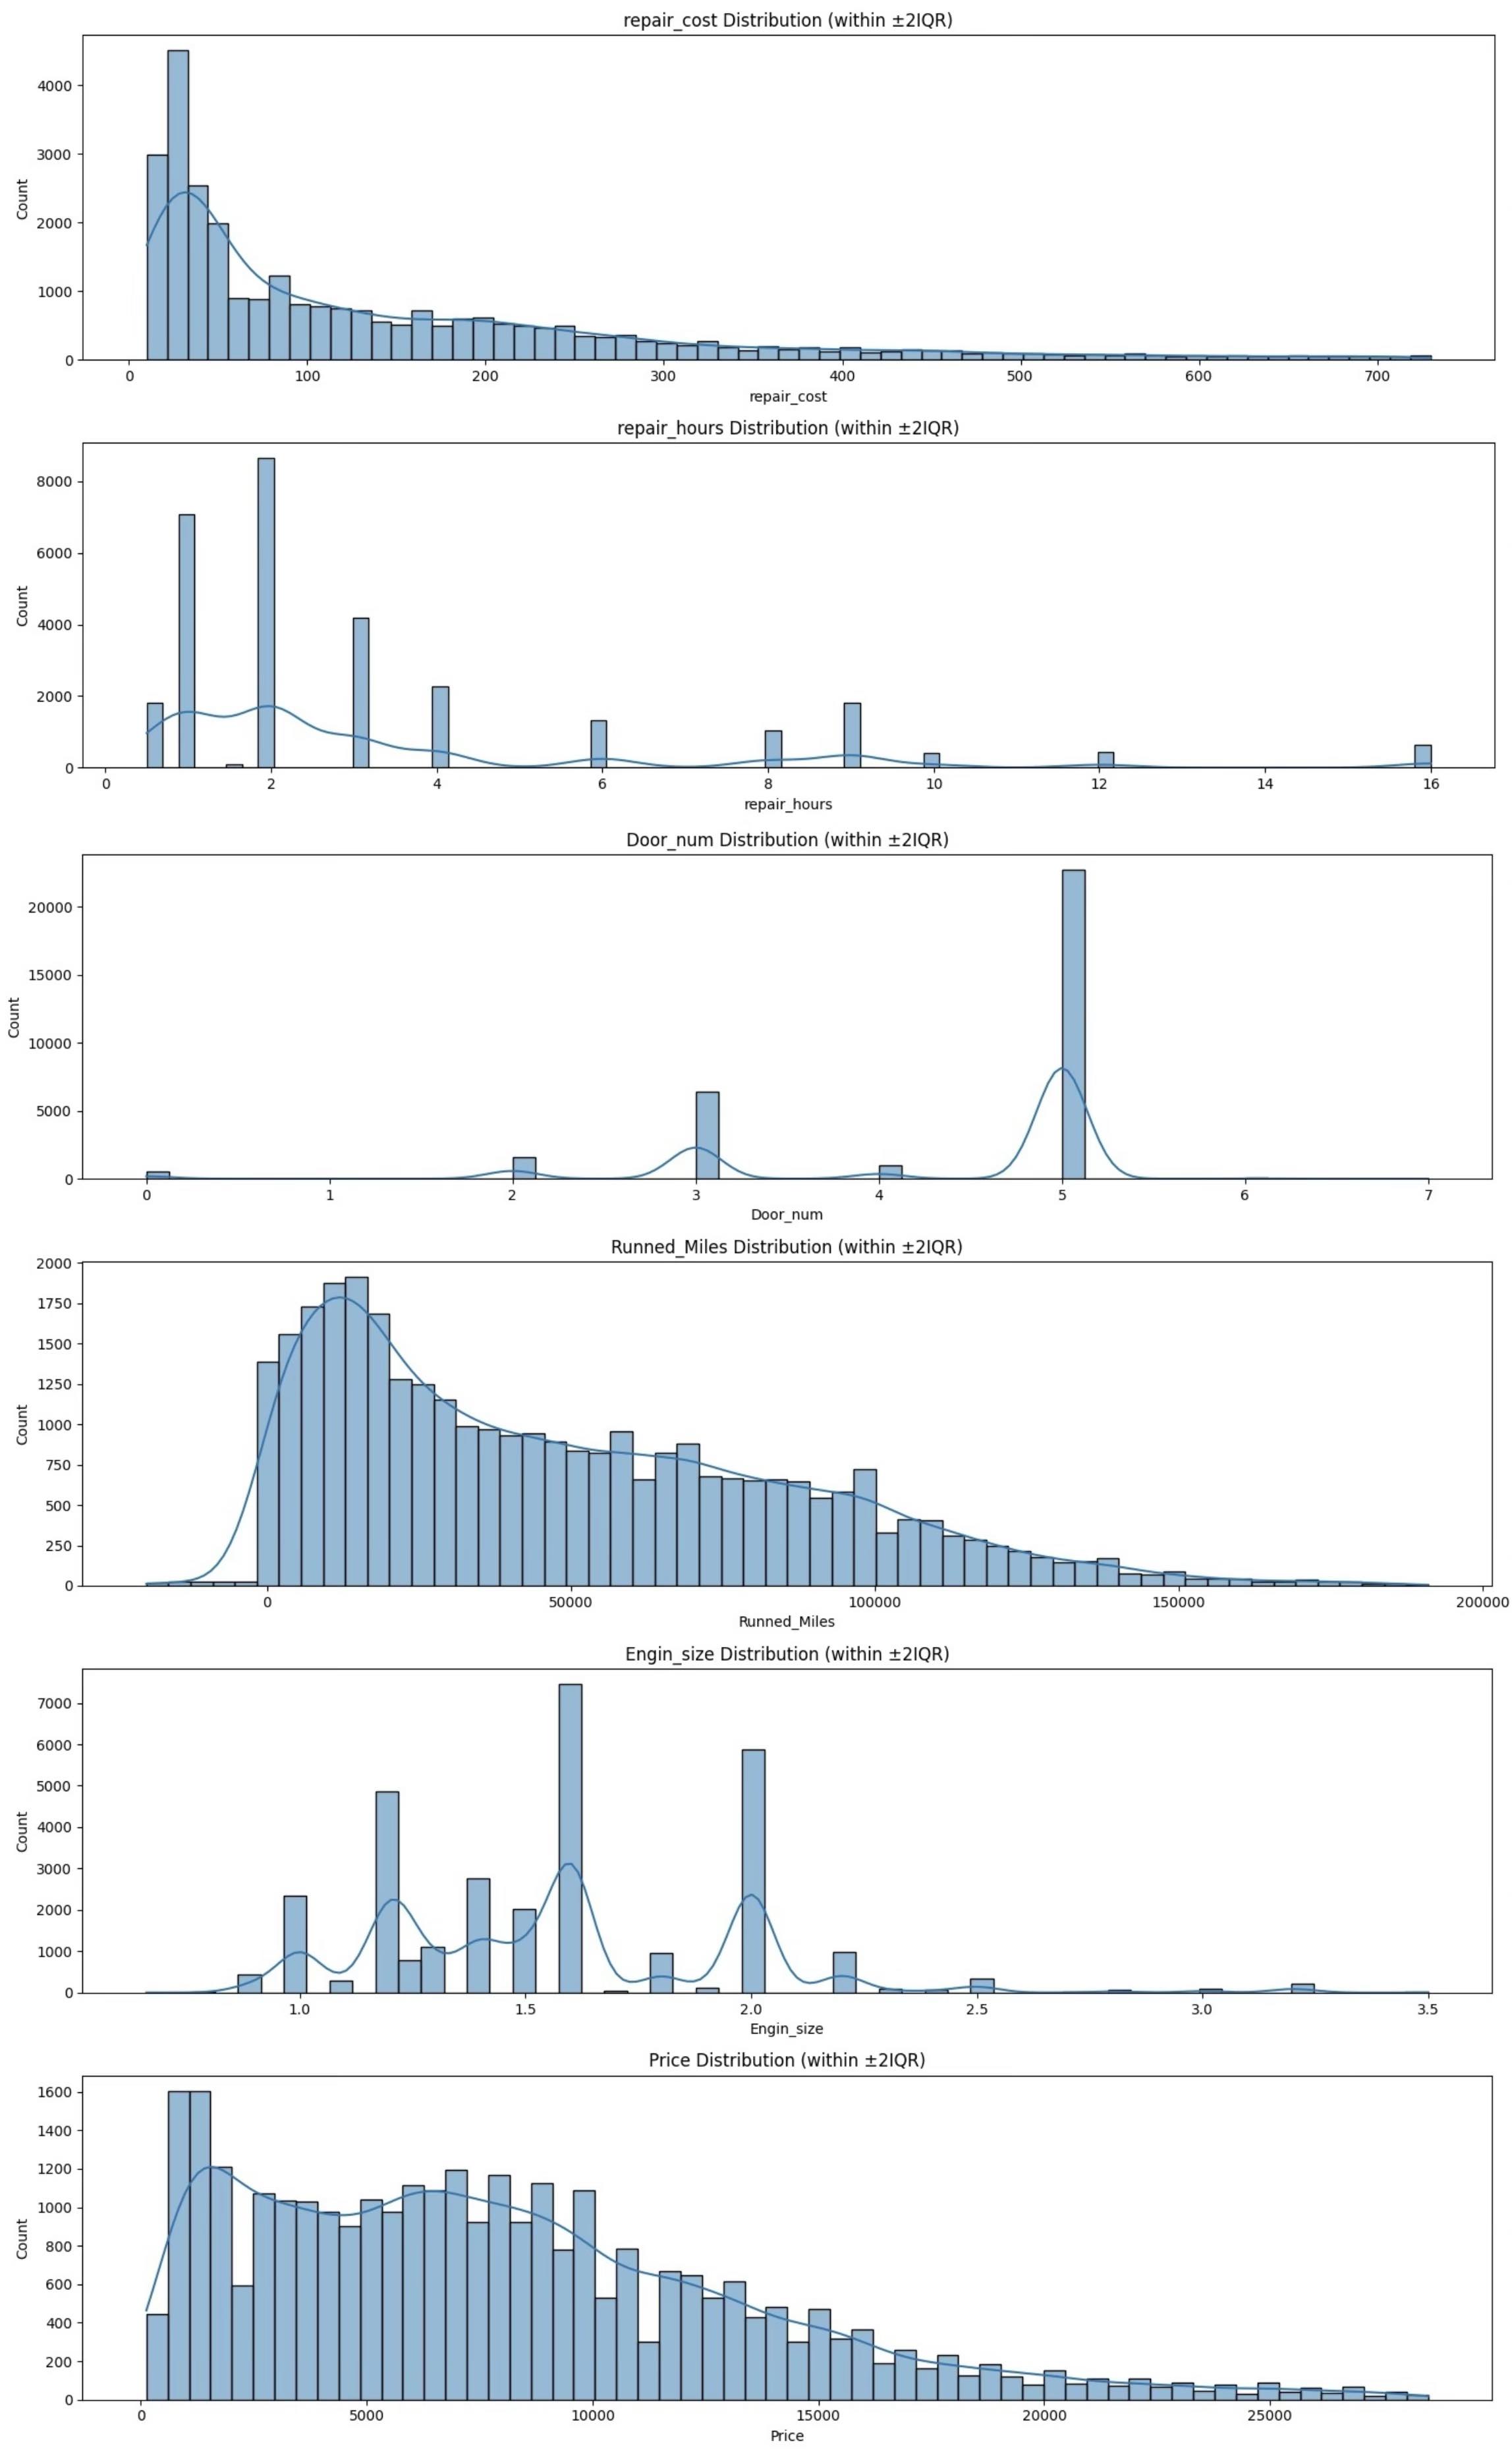 repair_cost Distribution (within ±2IQR)
4000
3000
2000
1000
0
Count
0 100 200 300 400 500 600 700
repair_cost
repair_hours Distribution (within ±2IQR)
8000
6000
4000
2000
0
Count
0 2 4 6 8 10 12 14 16
repair_hours
Door_num Distribution (within ±2IQR)
20000
15000
10000
5000
0
Count
0 1 2 3 4 5 6 7
Door_num
Runned_Miles Distribution (within ±2IQR)
2000
1750
1500
1250
1000
750
500
250
0
Count
0 50000 100000 150000 200000
Runned_Miles
Engin_size Distribution (within ±2IQR)
7000
6000
5000
4000
3000
2000
1000
0
Count
1.0 1.5 2.0 2.5 3.0 3.5
Engin_size
Price Distribution (within ±2IQR)
1600
1400
1200
1000
800
600
400
200
0
Count
0 5000 10000 15000 20000 25000
Price